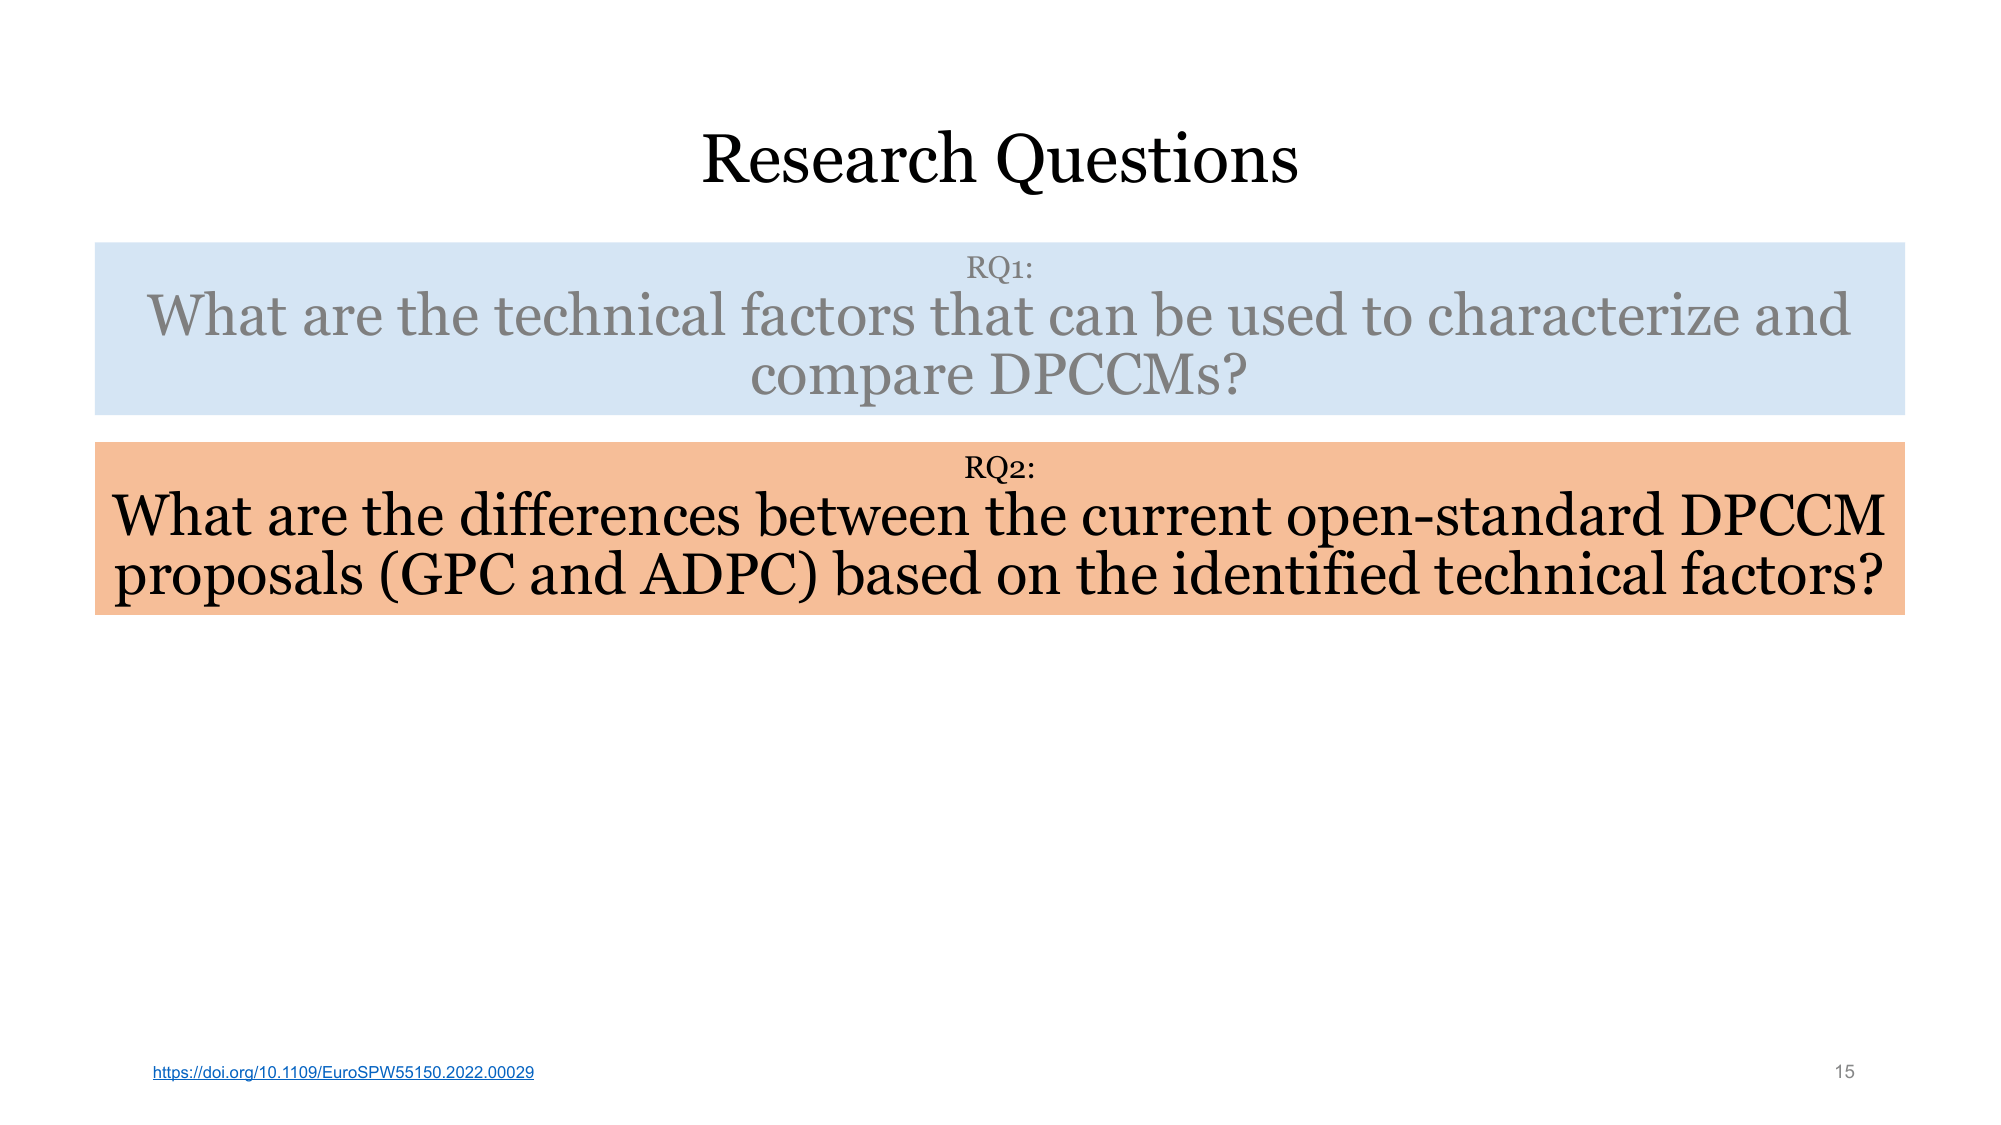 Research Questions
RQ1:
What are the technical factors that can be used to characterize and
compare DPCCMs?
RQ2:
What are the differences between the current open-standard DPCCM
proposals (GPC and ADPC) based on the identified technical factors?
https://doi.org/10.1109/EuroSPW55150.2022.00029
15